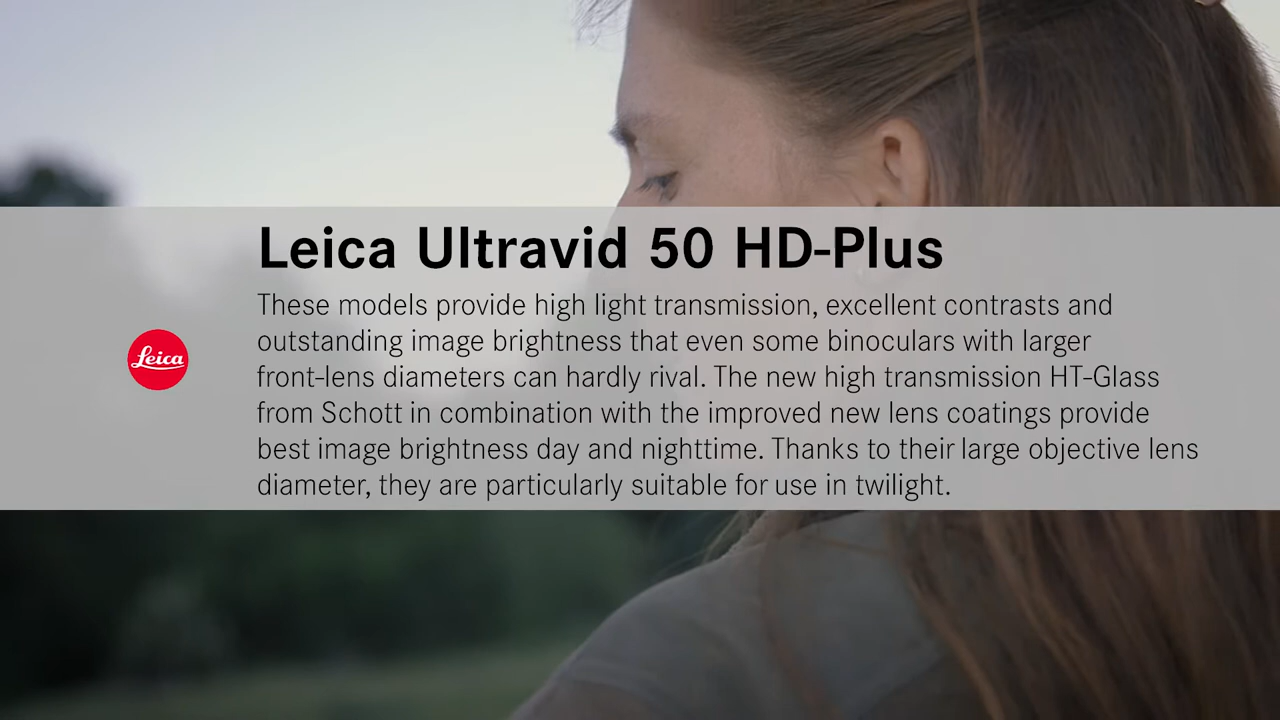 Leica Ultravid 50 HD-Plus
These models provide high light transmission, excellent contrasts and
outstanding image brightness that even some binoculars with larger
front-lens diameters can hardly rival. The new high transmission HT-Glass
from Schott in combination with the improved new lens coatings provide
best image brightness day and nighttime. Thanks to their large objective lens
diameter, they are particularly suitable for use in twilight.
Leica